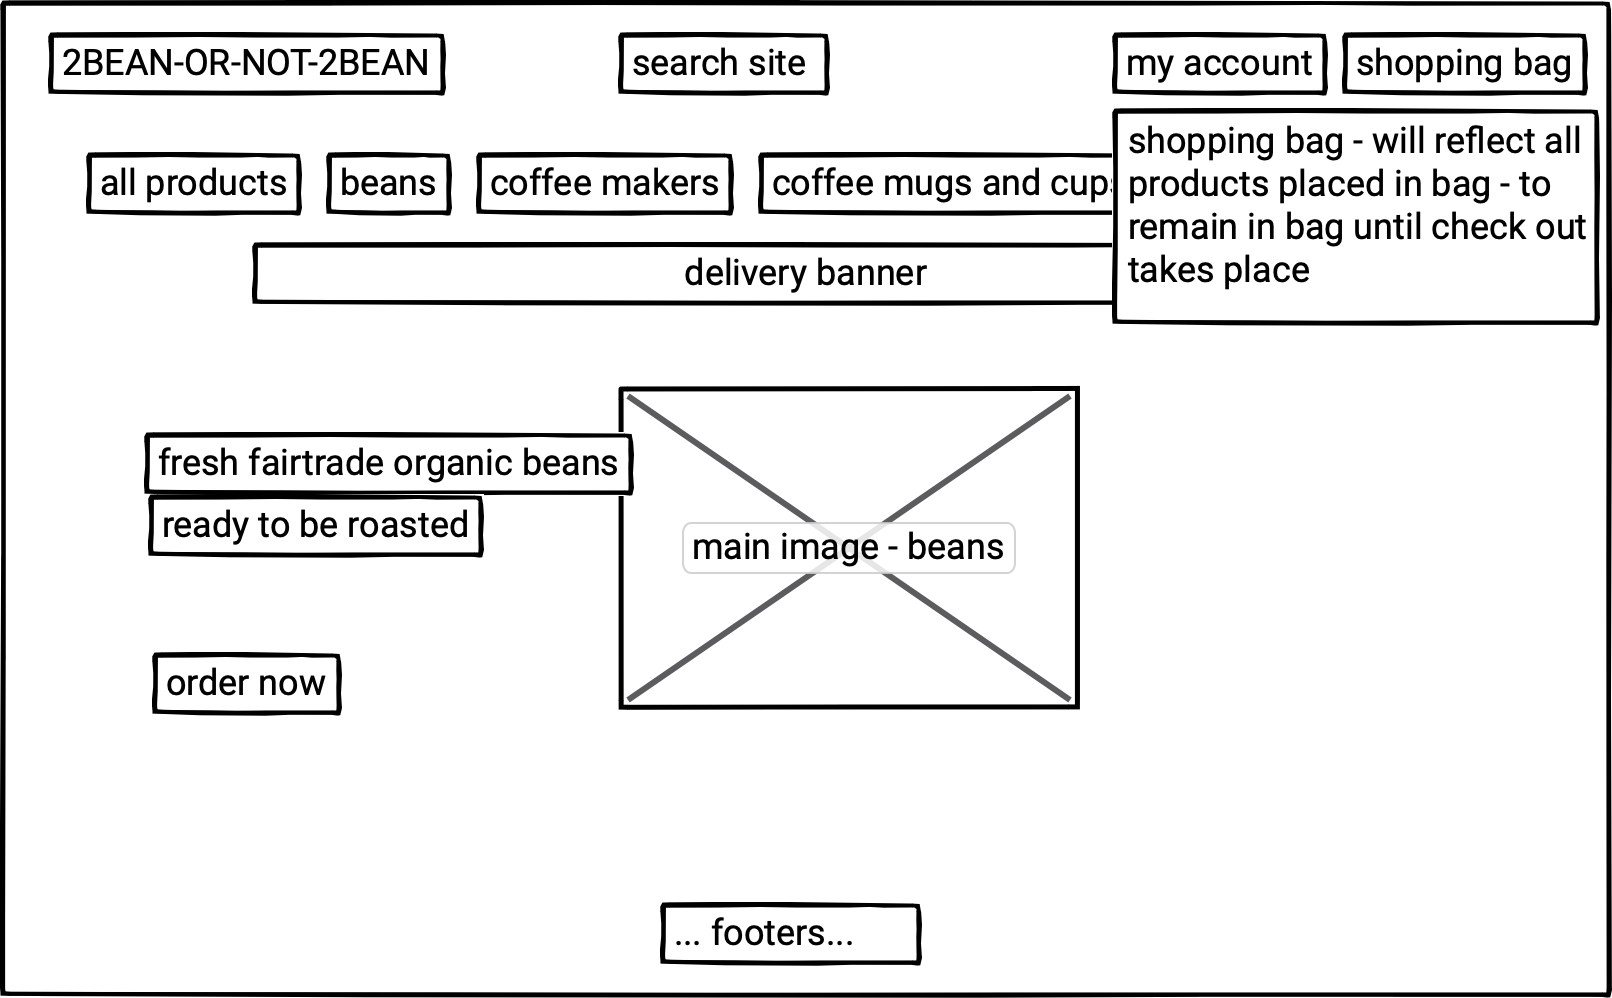 2BEAN-OR-NOT-2BEAN
search site
my account
shopping bag
all products
beans
coffee makers
coffee mugs and cups
shopping bag - will reflect all
products placed in bag - to
remain in bag until check out
takes place
delivery banner
fresh fairtrade organic beans
ready to be roasted
main image - beans
order now
... footers...